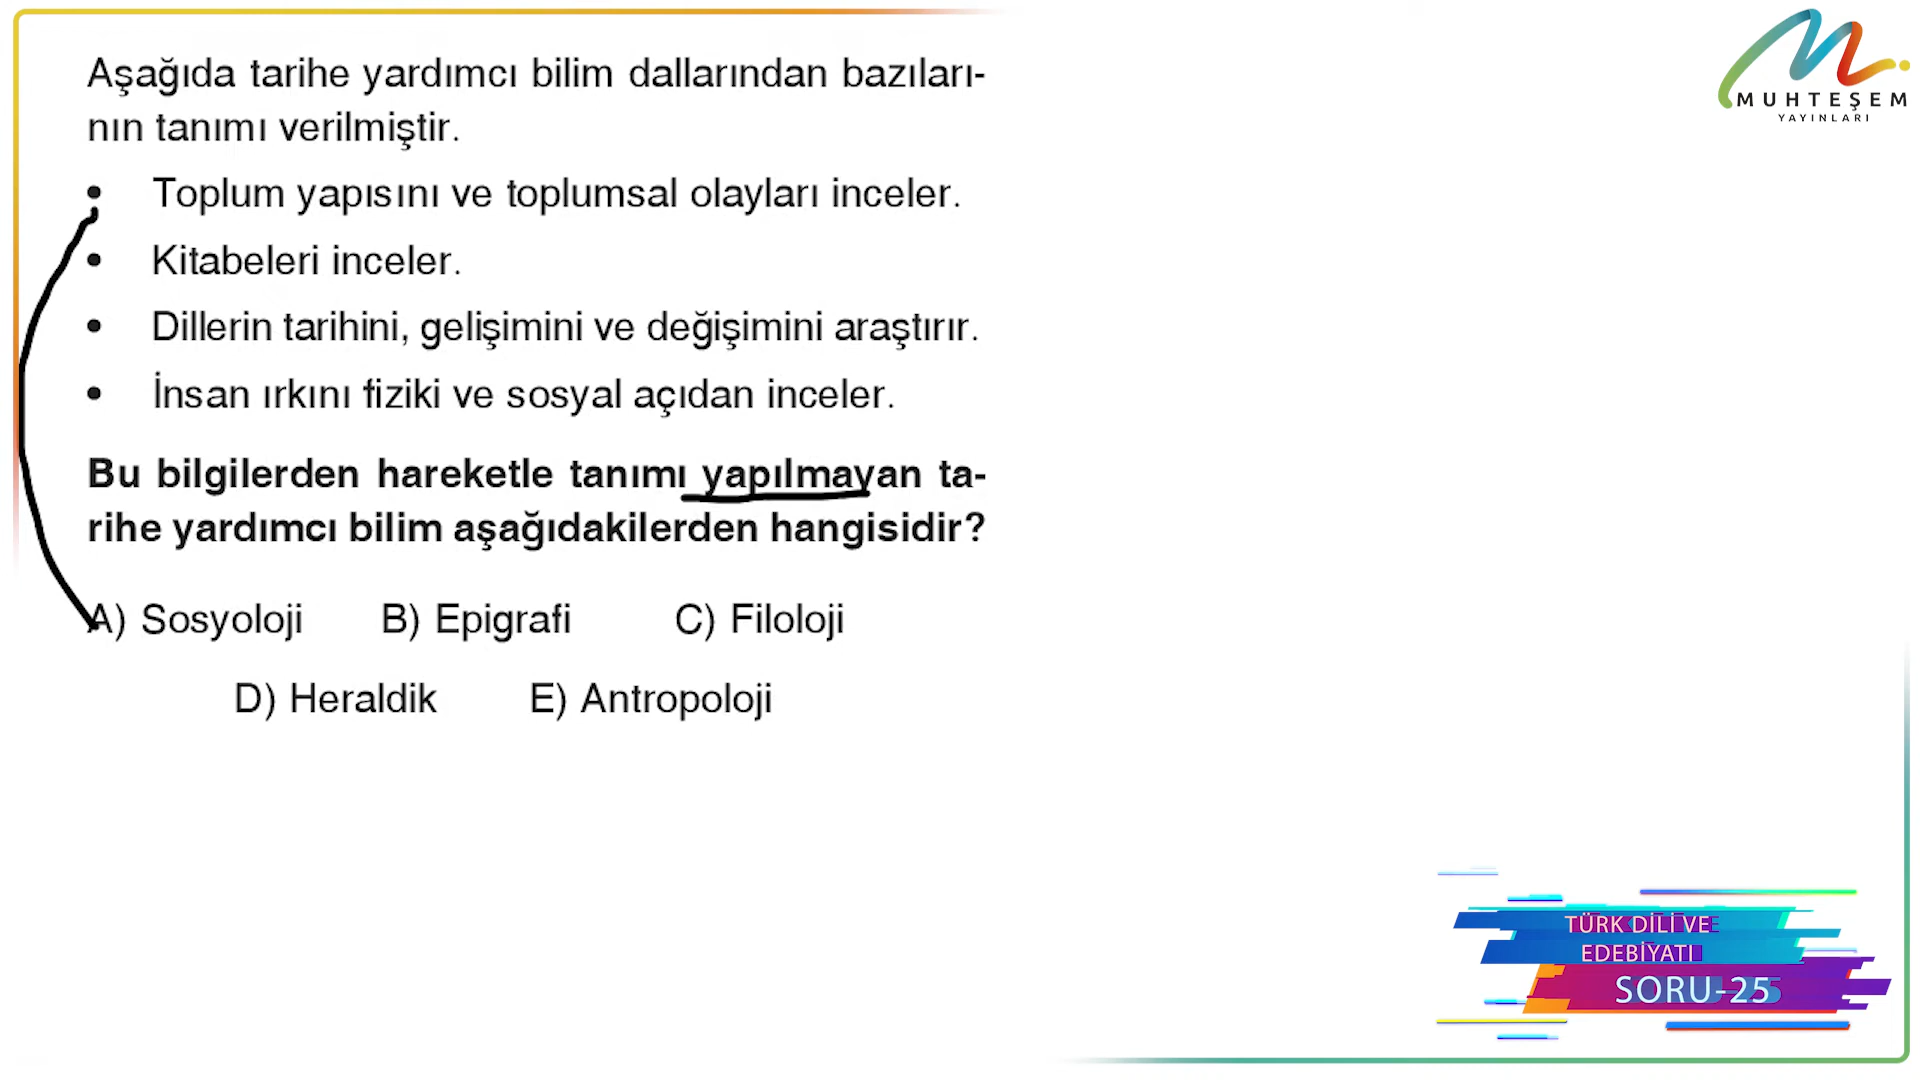 MUHTEŞEM
YAYINLARI
Aşağıda tarihe yardımcı bilim dallarından bazıları-
nın tanımı verilmiştir.
• Toplum yapısını ve toplumsal olayları inceler.
• Kitabeleri inceler.
• Dillerin tarihini, gelişimini ve değişimini araştırır.
• İnsan ırkını fiziki ve sosyal açıdan inceler.
Bu bilgilerden hareketle tanımı yapılmayan ta-
rihe yardımcı bilim aşağıdakilerden hangisidir?
A) Sosyoloji B) Epigrafi C) Filoloji
D) Heraldik E) Antropoloji
TÜRK DİLİ VE
EDEBİYATI
SORU-25